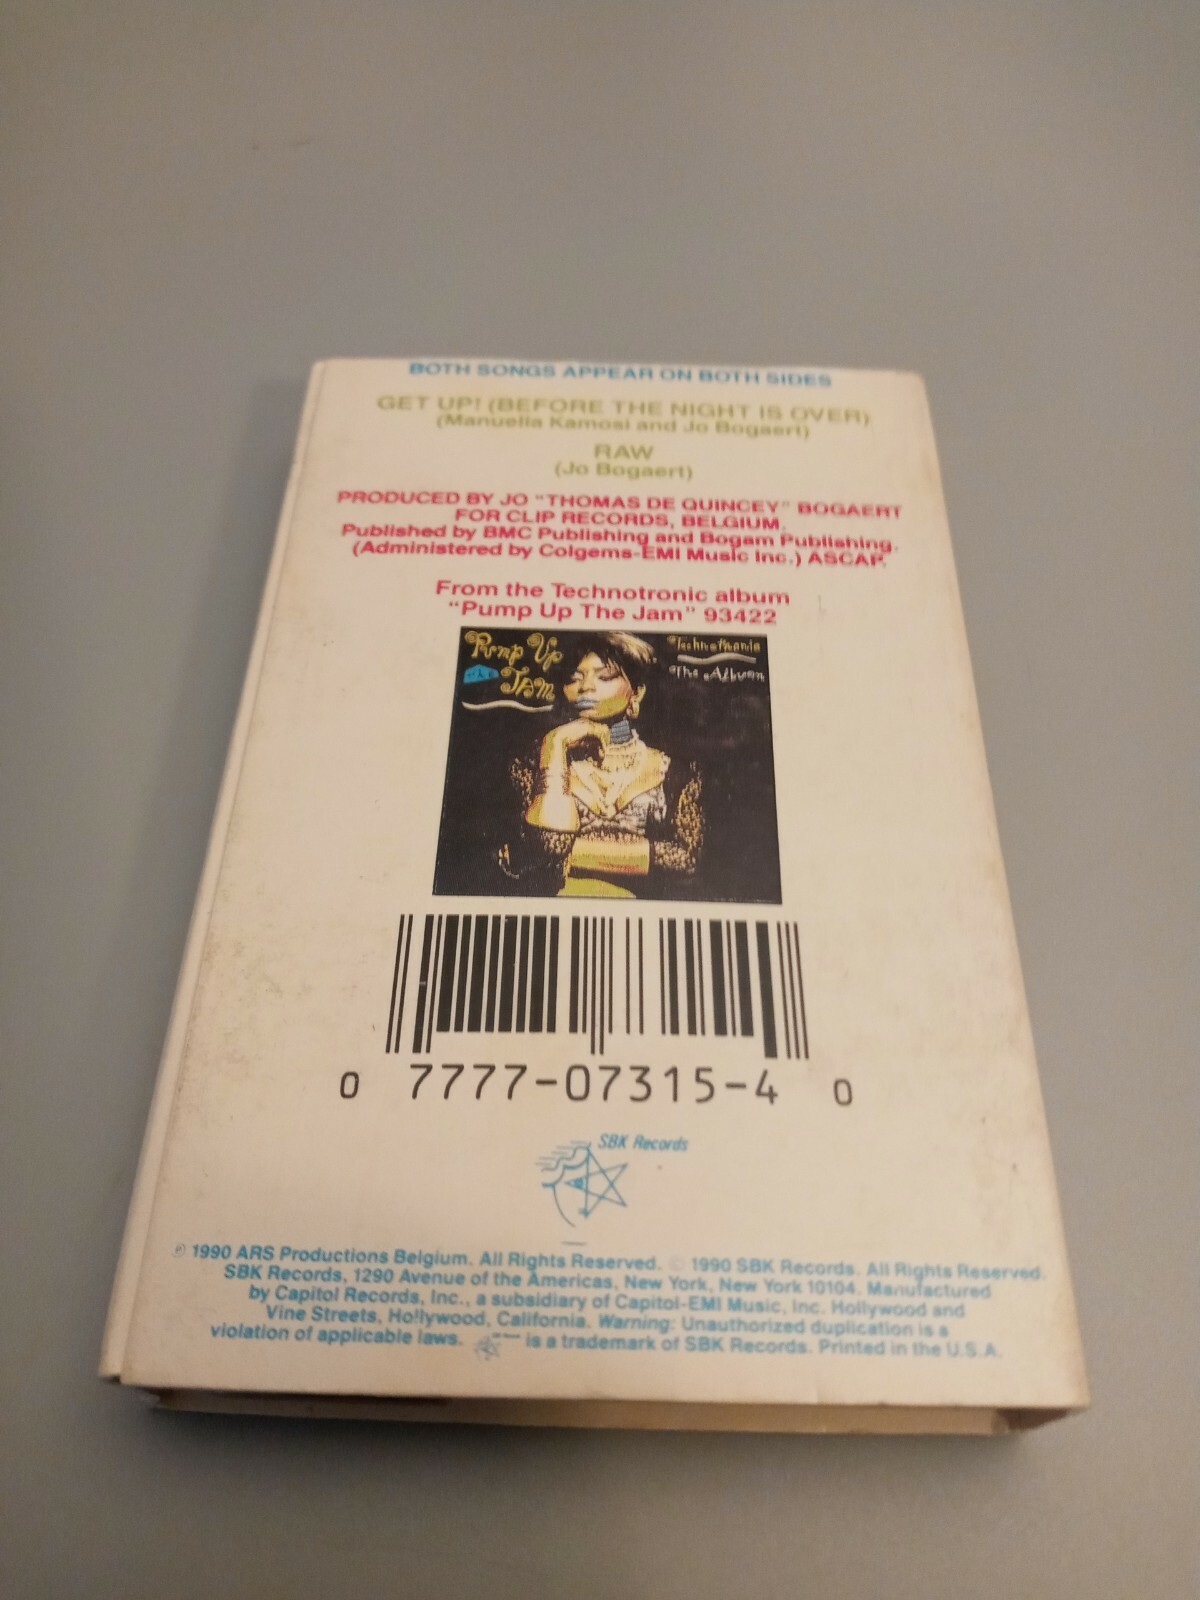 BOTH SONGS APPEAR ON BOTH SIDES
GET UP! (BEFORE THE NIGHT IS OVER)
(Manuella Kamosi and Jo Bogaert)
RAW
(Jo Bogaert)
PRODUCED BY JO "THOMAS DE QUINCEY" BOGAERT
FOR CLIP RECORDS, BELGIUM.
Published by BMC Publishing and Bogam Publishing.
(Administered by Colgems-EMI Music Inc.) ASCAP.
From the Technotronic album
"Pump Up The Jam" 93422
Pump Up
the
JAM
The Album
0 7777-07315-4 0
SBK Records
℗ 1990 ARS Productions Belgium. All Rights Reserved. © 1990 SBK Records. All Rights Reserved.
SBK Records, 1290 Avenue of the Americas, New York, New York 10104. Manufactured
by Capitol Records, Inc., a subsidiary of Capitol-EMI Music, Inc. Hollywood and
Vine Streets, Hollywood, California. Warning: Unauthorized duplication is a
violation of applicable laws. is a trademark of SBK Records. Printed in the U.S.A.